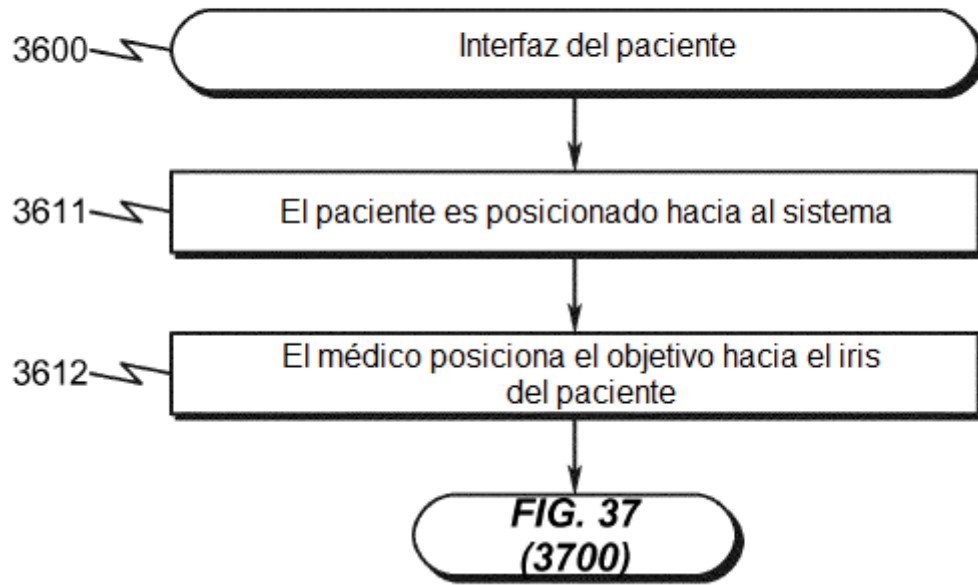 3600
Interfaz del paciente
3611
El paciente es posicionado hacia al sistema
3612
El médico posiciona el objetivo hacia el iris
del paciente
FIG. 37
(3700)